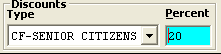 Discounts
Type Percent
CF-SENIOR CITIZENS 20